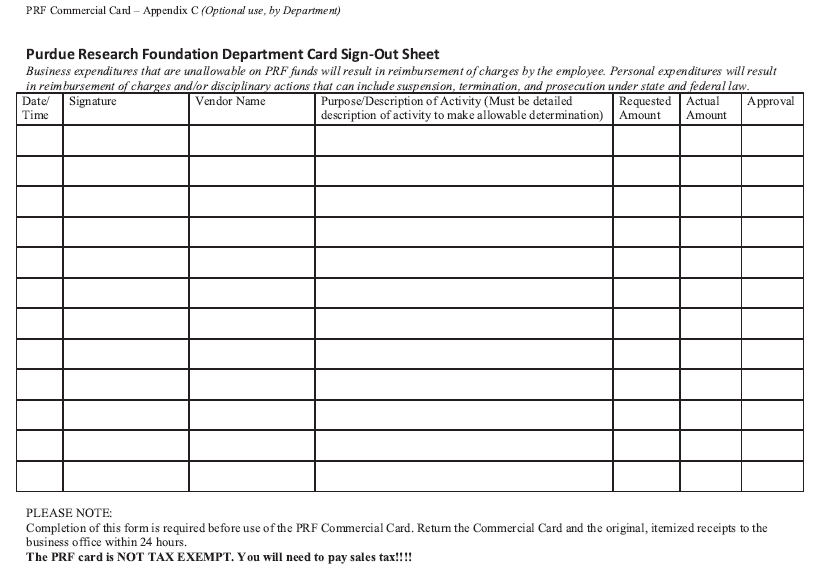 PRF Commercial Card – Appendix C (Optional use, by Department)
Purdue Research Foundation Department Card Sign-Out Sheet
Business expenditures that are unallowable on PRF funds will result in reimbursement of charges by the employee. Personal expenditures will result
in reimbursement of charges and/or disciplinary actions that can include suspension, termination, and prosecution under state and federal law.
Date/ Signature Vendor Name Purpose/Description of Activity (Must be detailed Requested Actual Approval
Time description of activity to make allowable determination) Amount Amount
PLEASE NOTE:
Completion of this form is required before use of the PRF Commercial Card. Return the Commercial Card and the original, itemized receipts to the
business office within 24 hours.
The PRF card is NOT TAX EXEMPT. You will need to pay sales tax!!!!